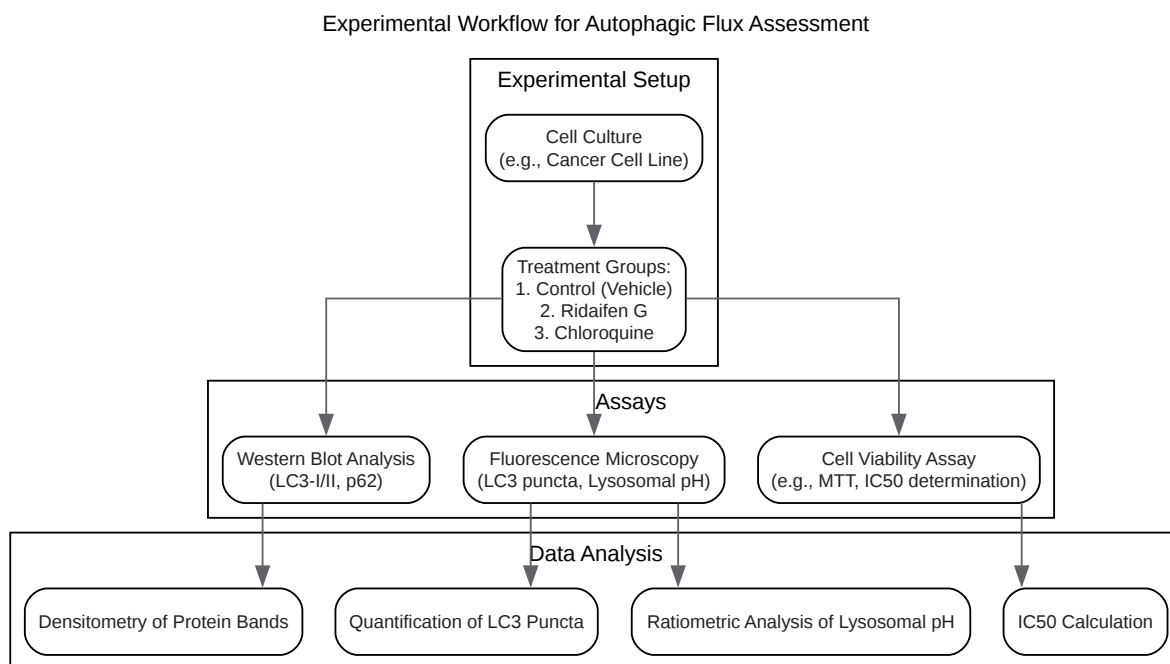 Experimental Workflow for Autophagic Flux Assessment
Experimental Setup
Cell Culture
(e.g., Cancer Cell Line)
Treatment Groups:
1. Control (Vehicle)
2. Ridaifen G
3. Chloroquine
Assays
Western Blot Analysis
(LC3-I/II, p62)
Fluorescence Microscopy
(LC3 puncta, Lysosomal pH)
Cell Viability Assay
(e.g., MTT, IC50 determination)
Data Analysis
Densitometry of Protein Bands
Quantification of LC3 Puncta
Ratiometric Analysis of Lysosomal pH
IC50 Calculation